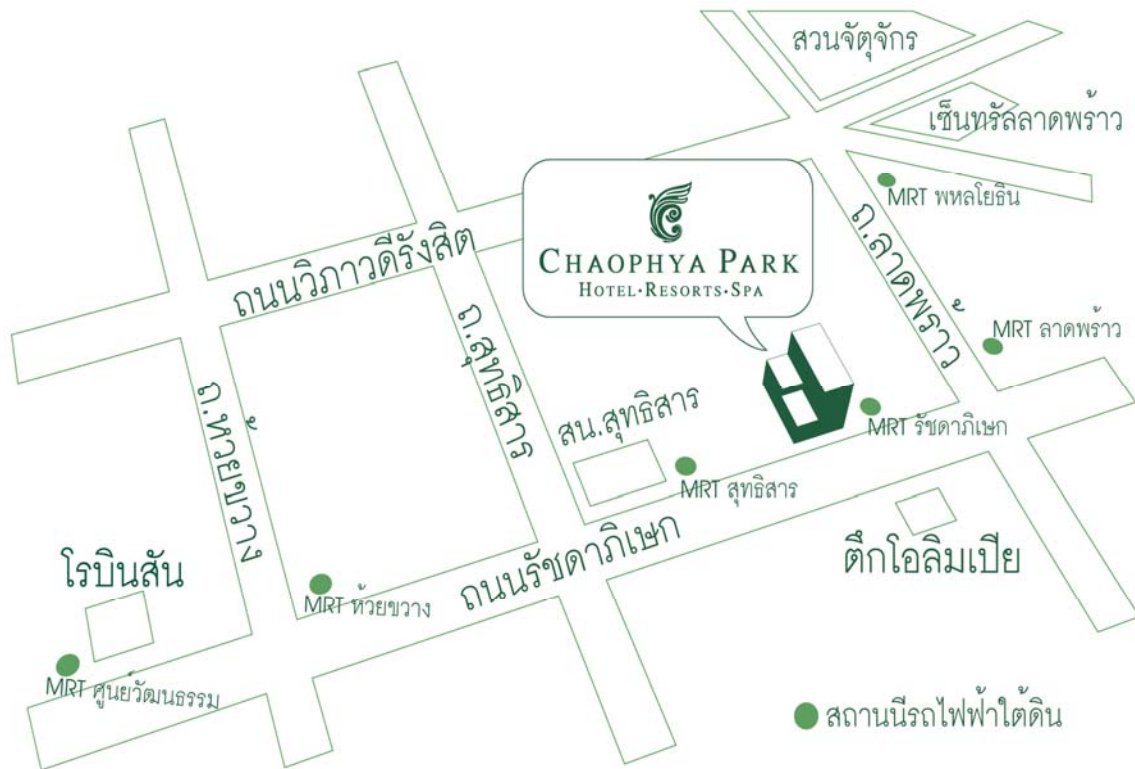 สวนจัตุจักร
เซ็นทรัลลาดพร้าว
MRT พหลโยธิน
CHAOPHYA PARK
HOTEL·RESORTS·SPA
ถนนวิภาวดีรังสิต
ถ.ลาดพร้าว
ถ.สุทธิสาร
MRT ลาดพร้าว
ถ.ห้วยขวาง
สน.สุทธิสาร
MRT รัชดาภิเษก
MRT สุทธิสาร
ถนนรัชดาภิเษก
ตึกโอลิมเปีย
โรบินสัน
MRT ห้วยขวาง
MRT ศูนย์วัฒนธรรม
สถานนีรถไฟฟ้าใต้ดิน